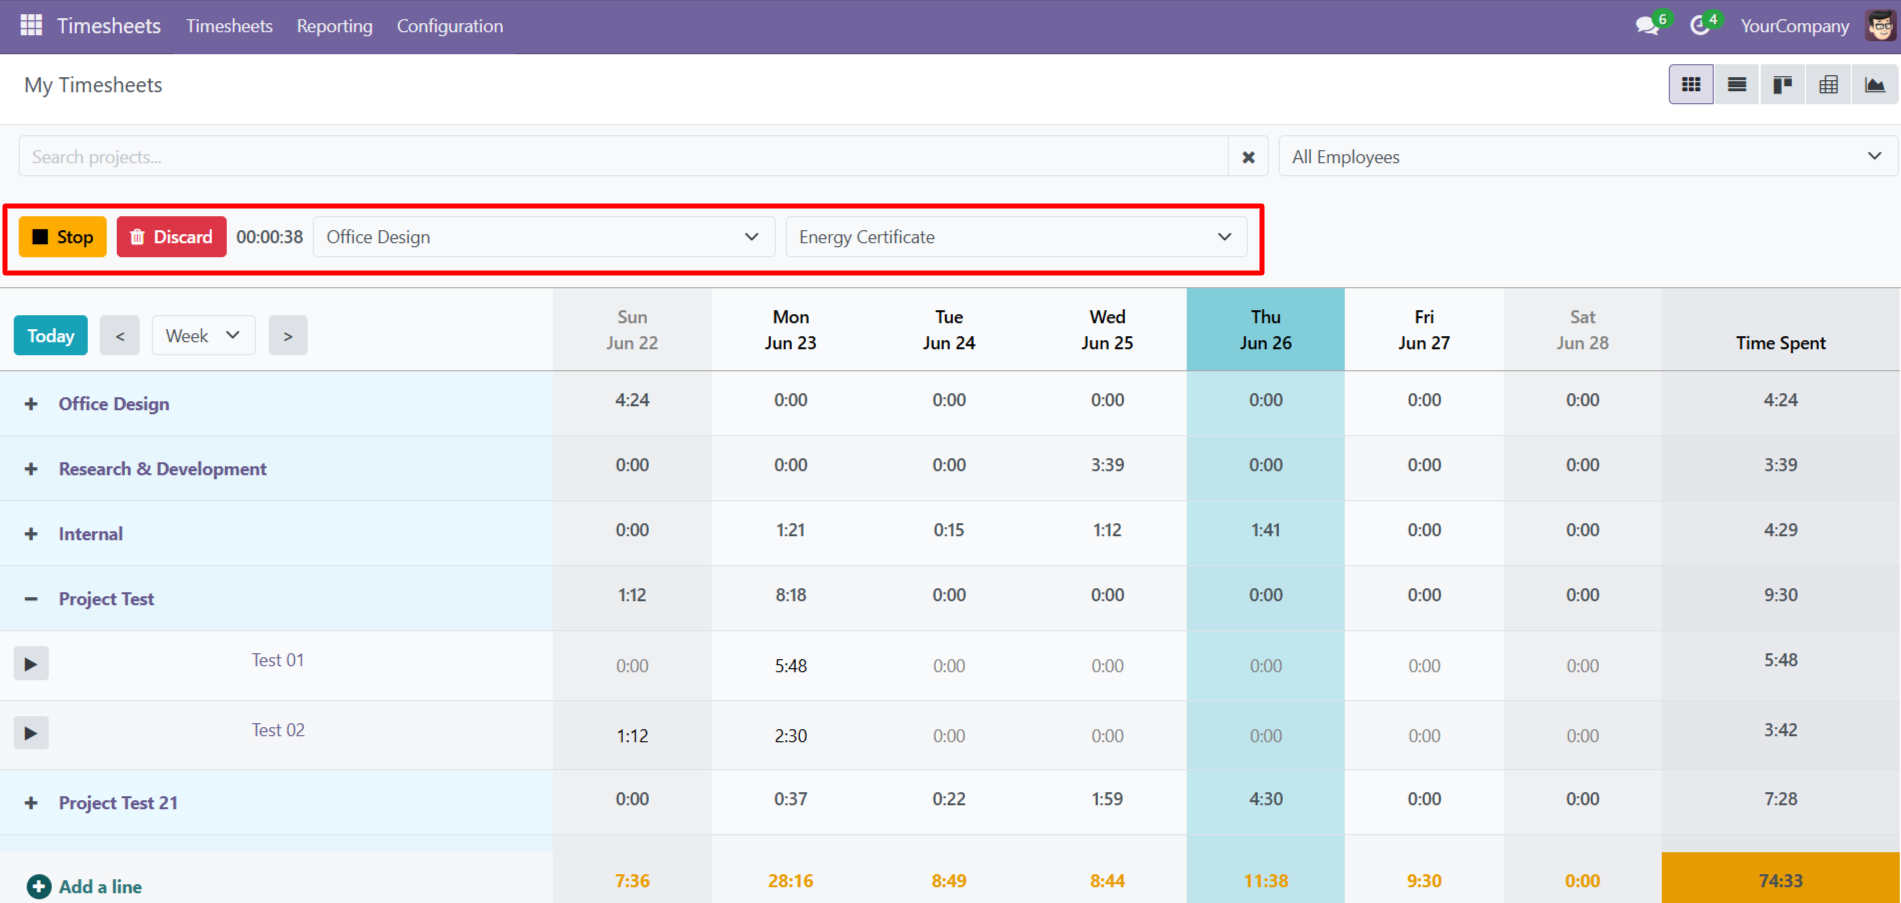 Timesheets Timesheets Reporting Configuration 6 4 YourCompany
My Timesheets
Search projects... All Employees
Stop Discard 00:00:38 Office Design Energy Certificate
Sun Mon Tue Wed Thu Fri Sat
Today < Week > Jun 22 Jun 23 Jun 24 Jun 25 Jun 26 Jun 27 Jun 28 Time Spent
Office Design 4:24 0:00 0:00 0:00 0:00 0:00 0:00 4:24
Research & Development 0:00 0:00 0:00 3:39 0:00 0:00 0:00 3:39
Internal 0:00 1:21 0:15 1:12 1:41 0:00 0:00 4:29
Project Test 1:12 8:18 0:00 0:00 0:00 0:00 0:00 9:30
Test 01 0:00 5:48 0:00 0:00 0:00 0:00 0:00 5:48
Test 02 1:12 2:30 0:00 0:00 0:00 0:00 0:00 3:42
Project Test 21 0:00 0:37 0:22 1:59 4:30 0:00 0:00 7:28
Add a line 7:36 28:16 8:49 8:44 11:38 9:30 0:00 74:33